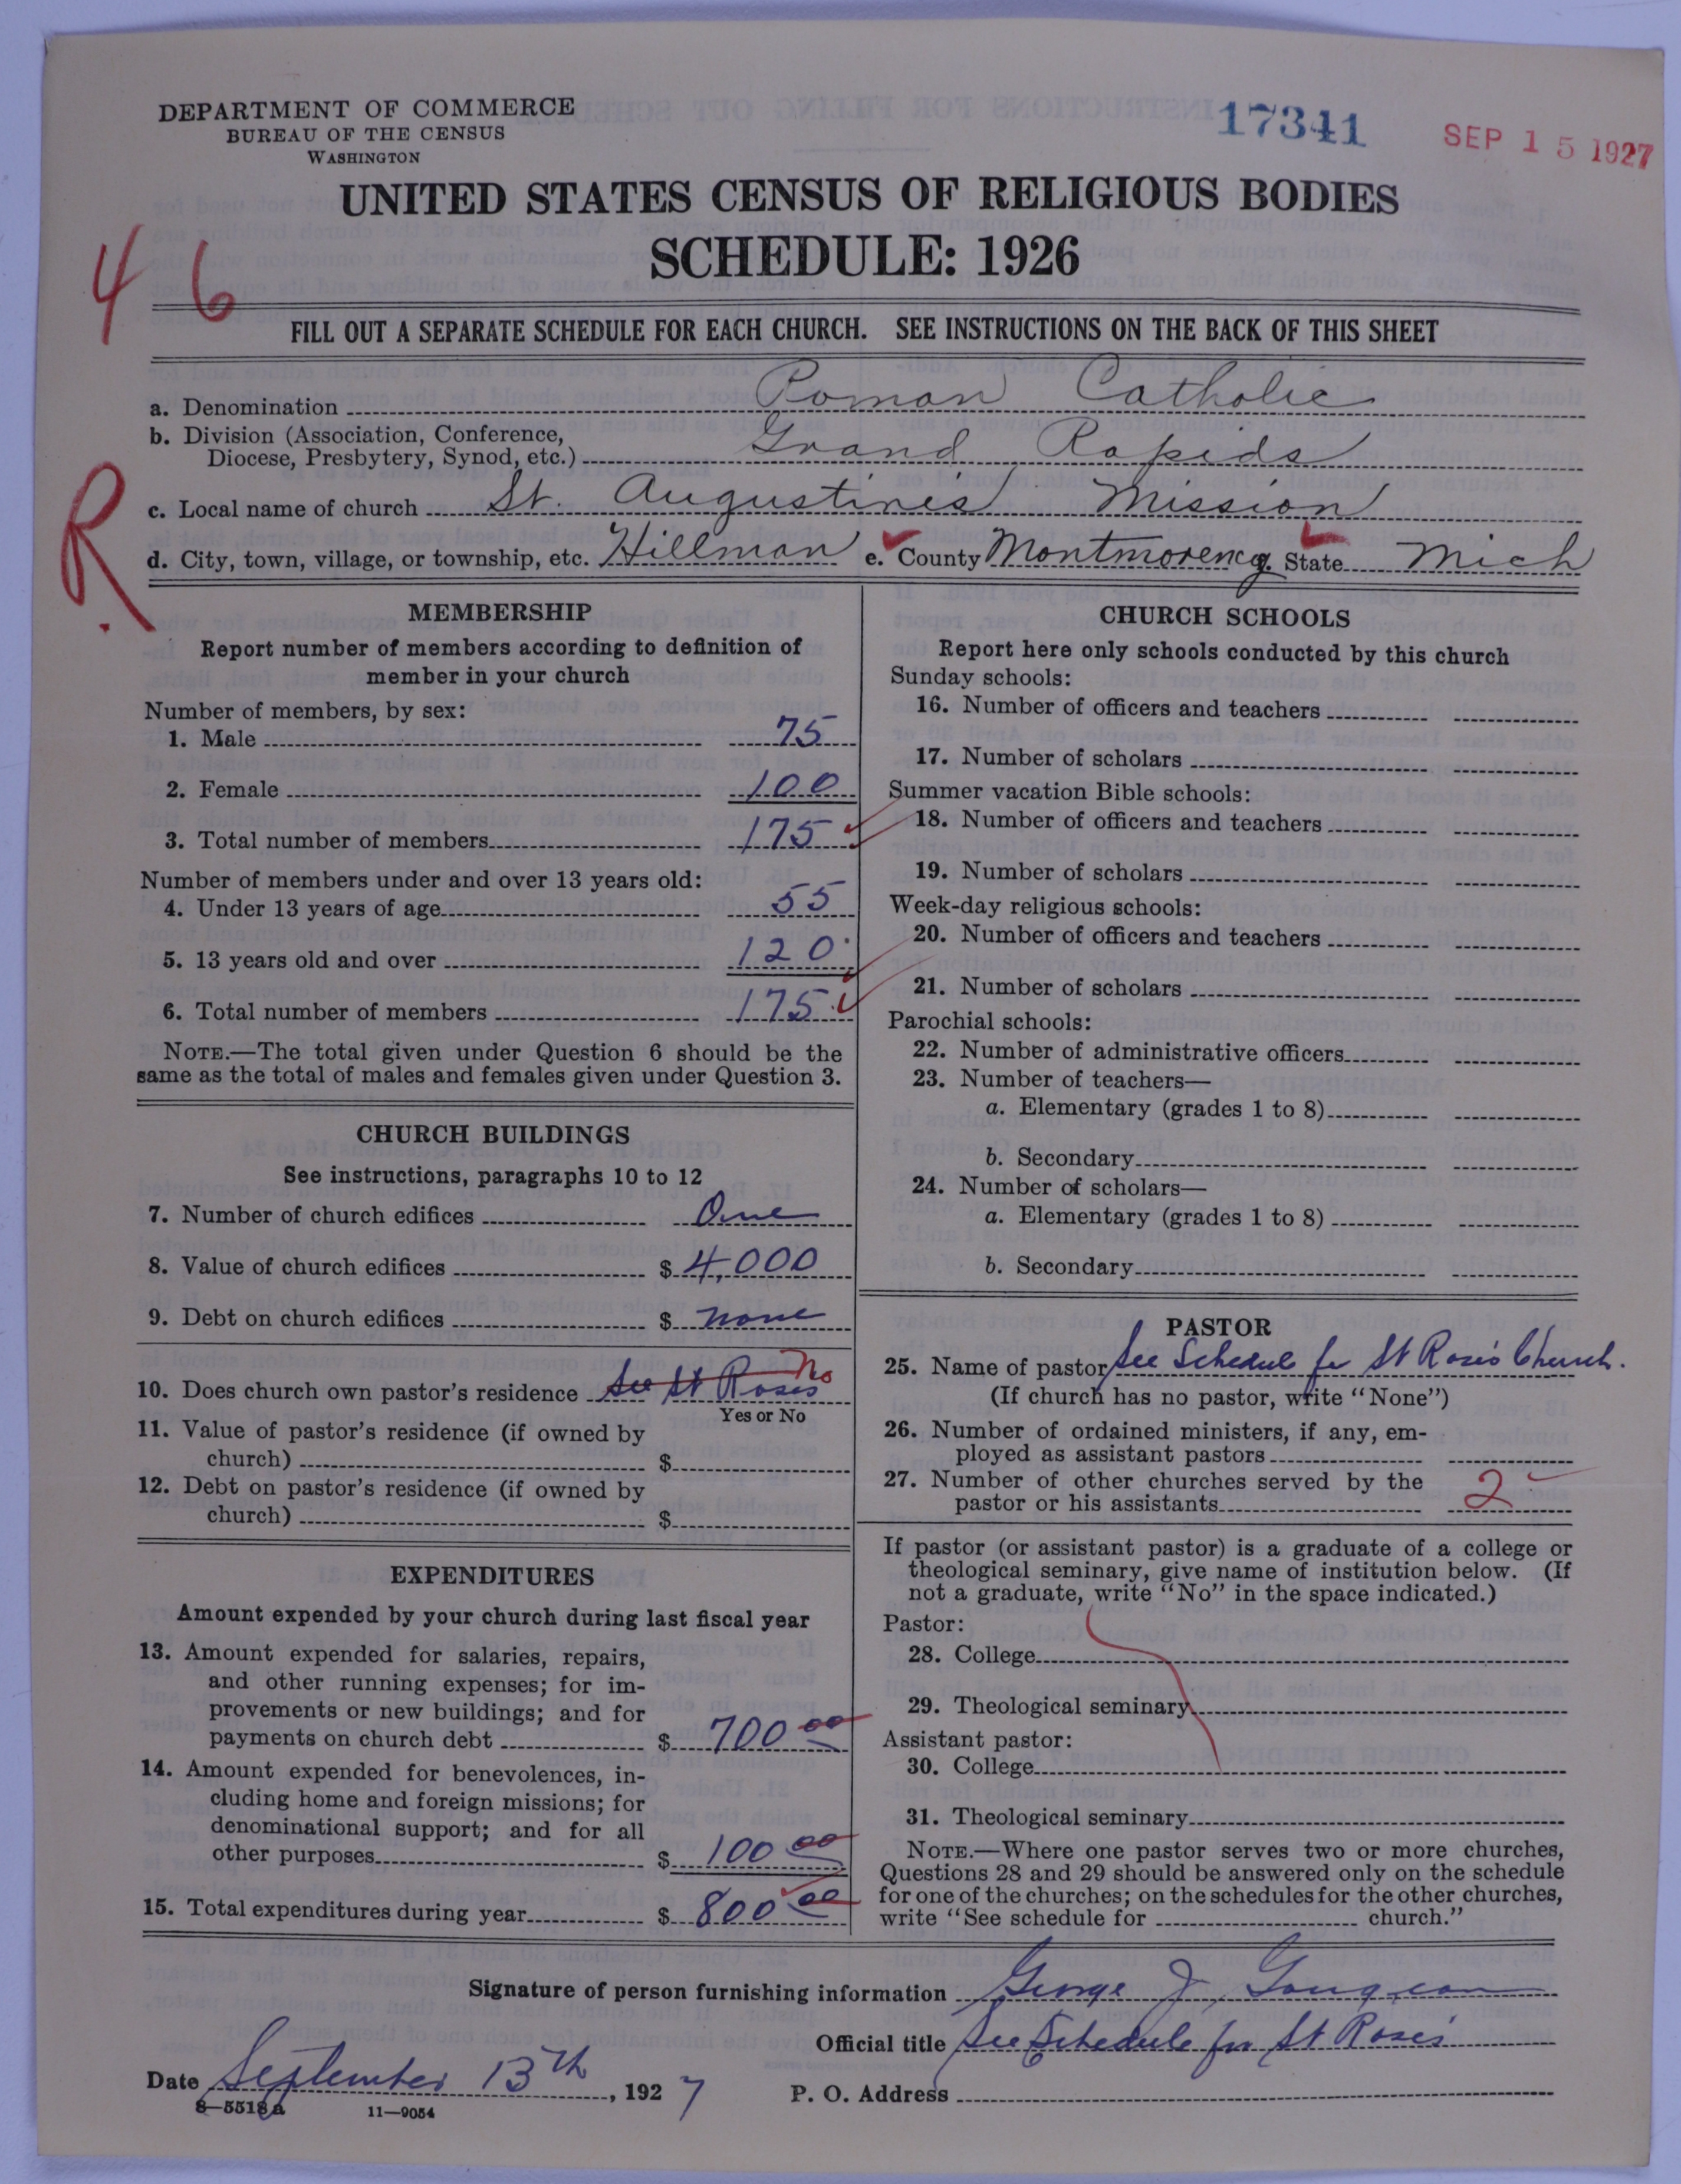 DEPARTMENT OF COMMERCE
BUREAU OF THE CENSUS
WASHINGTON
17341
SEP 15 1927
UNITED STATES CENSUS OF RELIGIOUS BODIES
SCHEDULE: 1926
46
FILL OUT A SEPARATE SCHEDULE FOR EACH CHURCH. SEE INSTRUCTIONS ON THE BACK OF THIS SHEET
a. Denomination Roman Catholic
b. Division (Association, Conference,
Diocese, Presbytery, Synod, etc.) Grand Rapids
R.
c. Local name of church St. Augustine's Mission
d. City, town, village, or township, etc. Hillman e. County Montmorency State Mich
MEMBERSHIP
Report number of members according to definition of
member in your church
Number of members, by sex:
1. Male 75
2. Female 100
3. Total number of members 175
Number of members under and over 13 years old:
4. Under 13 years of age 55
5. 13 years old and over 120
6. Total number of members 175
NOTE.—The total given under Question 6 should be the
same as the total of males and females given under Question 3.
CHURCH BUILDINGS
See instructions, paragraphs 10 to 12
7. Number of church edifices One
8. Value of church edifices $ 4,000
9. Debt on church edifices $ none
10. Does church own pastor's residence See St Roses No
Yes or No
11. Value of pastor's residence (if owned by
church) $
12. Debt on pastor's residence (if owned by
church) $
EXPENDITURES
Amount expended by your church during last fiscal year
13. Amount expended for salaries, repairs,
and other running expenses; for im-
provements or new buildings; and for
payments on church debt $ 700 00
14. Amount expended for benevolences, in-
cluding home and foreign missions; for
denominational support; and for all
other purposes $ 100 00
15. Total expenditures during year $ 800 00
CHURCH SCHOOLS
Report here only schools conducted by this church
Sunday schools:
16. Number of officers and teachers
17. Number of scholars
Summer vacation Bible schools:
18. Number of officers and teachers
19. Number of scholars
Week-day religious schools:
20. Number of officers and teachers
21. Number of scholars
Parochial schools:
22. Number of administrative officers
23. Number of teachers—
a. Elementary (grades 1 to 8)
b. Secondary
24. Number of scholars—
a. Elementary (grades 1 to 8)
b. Secondary
PASTOR
25. Name of pastor See Schedule for St Rose's Church.
(If church has no pastor, write "None")
26. Number of ordained ministers, if any, em-
ployed as assistant pastors
27. Number of other churches served by the
pastor or his assistants 2
If pastor (or assistant pastor) is a graduate of a college or
theological seminary, give name of institution below. (If
not a graduate, write "No" in the space indicated.)
Pastor:
28. College
29. Theological seminary
Assistant pastor:
30. College
31. Theological seminary
NOTE.—Where one pastor serves two or more churches,
Questions 28 and 29 should be answered only on the schedule
for one of the churches; on the schedules for the other churches,
write "See schedule for church."
Signature of person furnishing information George J. Gougeon
Official title See Schedule for St Rose's
Date September 13th, 1927 P. O. Address
8—5518 a 11—9054